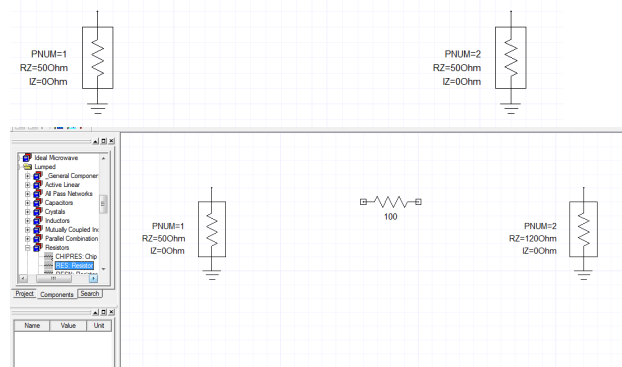 PNUM=1
RZ=50Ohm
IZ=0Ohm
PNUM=2
RZ=50Ohm
IZ=0Ohm
Ideal Microwave
Lumped
_General Componen
Active Linear
All Pass Networks
Capacitors
Crystals
Inductors
Mutually Coupled Inc
Parallel Combination
Resistors
CHIPRES: Chip
RES: Resistor
Project
Components
Search
Name
Value
Unit
100
PNUM=1
RZ=50Ohm
IZ=0Ohm
PNUM=2
RZ=120Ohm
IZ=0Ohm